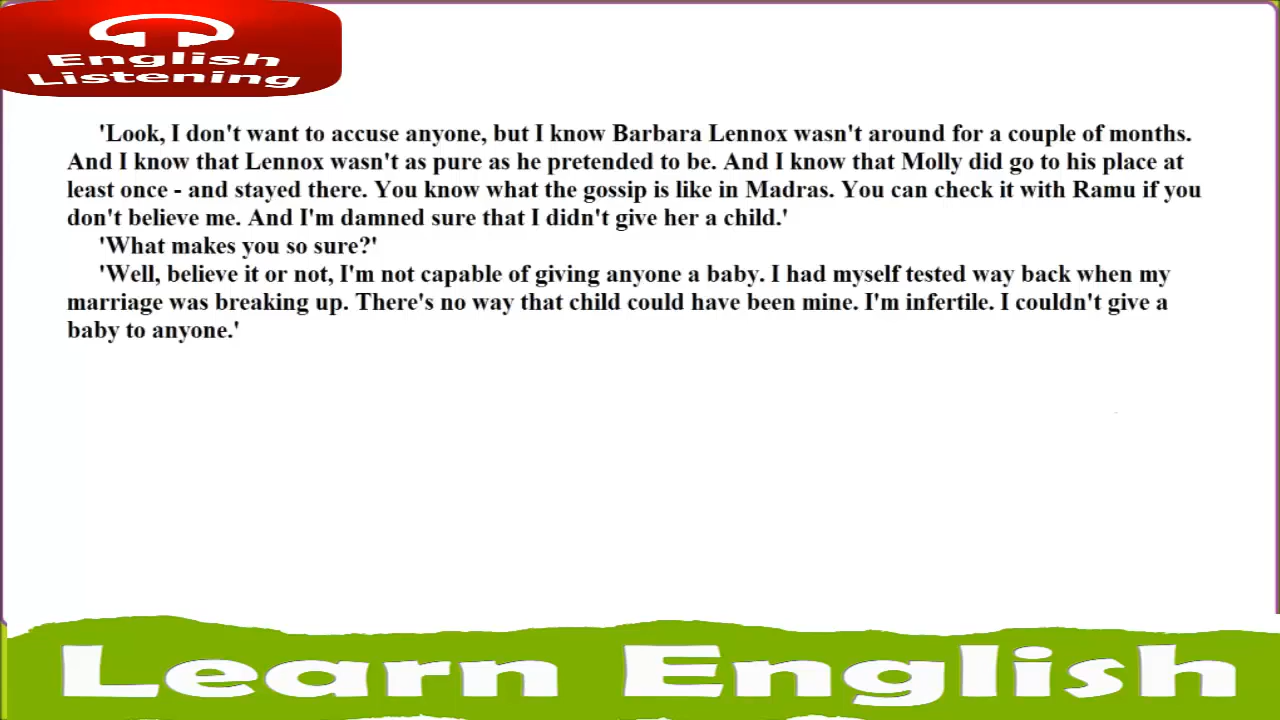 English
Listening
'Look, I don't want to accuse anyone, but I know Barbara Lennox wasn't around for a couple of months.
And I know that Lennox wasn't as pure as he pretended to be. And I know that Molly did go to his place at
least once - and stayed there. You know what the gossip is like in Madras. You can check it with Ramu if you
don't believe me. And I'm damned sure that I didn't give her a child.'
'What makes you so sure?'
'Well, believe it or not, I'm not capable of giving anyone a baby. I had myself tested way back when my
marriage was breaking up. There's no way that child could have been mine. I'm infertile. I couldn't give a
baby to anyone.'
Learn English